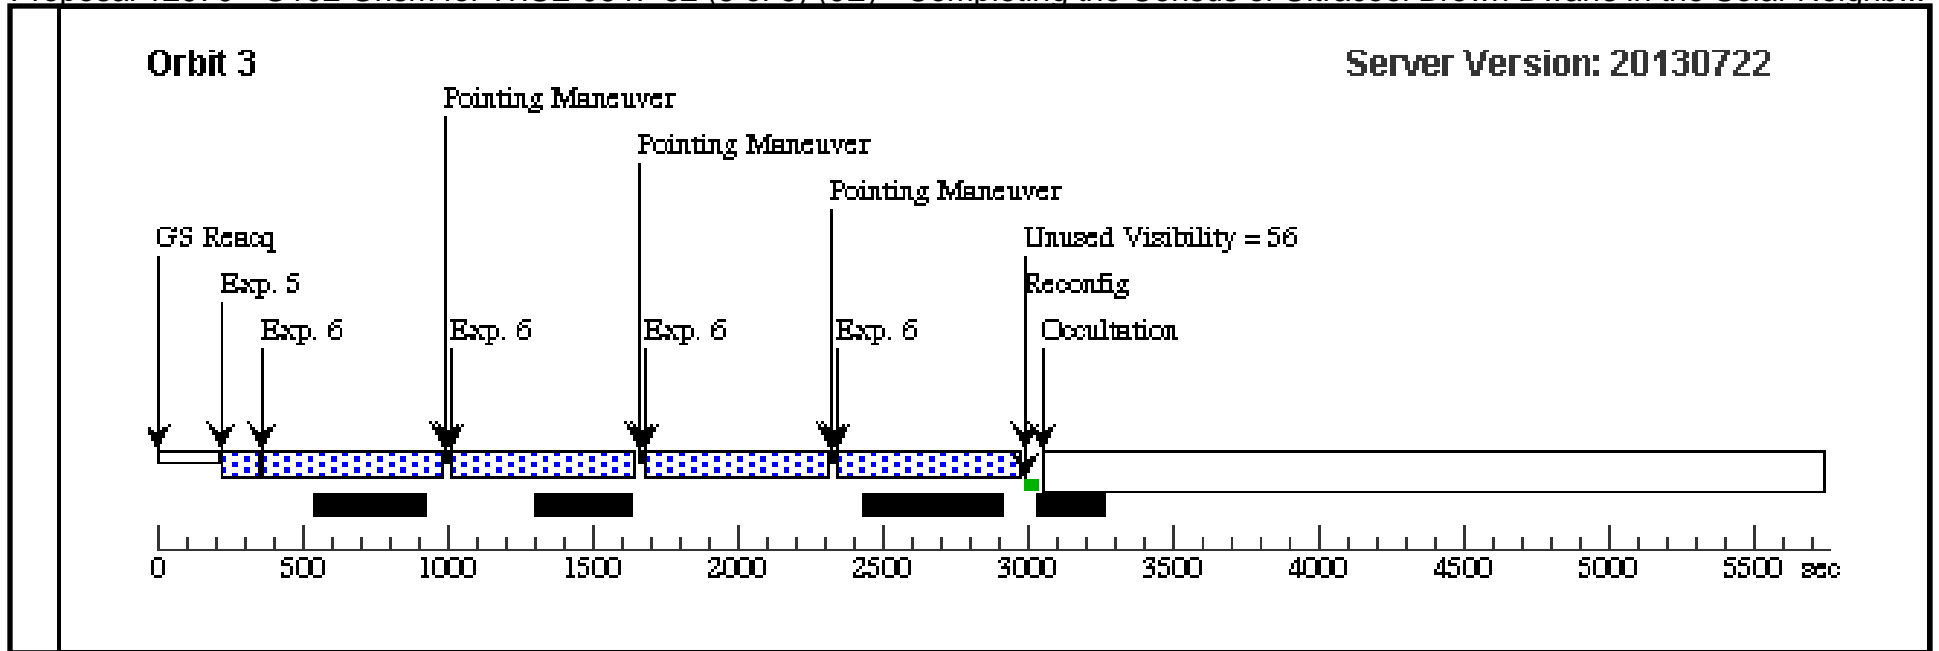 Orbit 3
Server Version: 20130722
Pointing Maneuver
Pointing Maneuver
Pointing Maneuver
GS Reacq
Unused Visibility = 56
Exp. 5
Reconfig
Exp. 6
Exp. 6
Exp. 6
Exp. 6
Occultation
0 500 1000 1500 2000 2500 3000 3500 4000 4500 5000 5500 sec